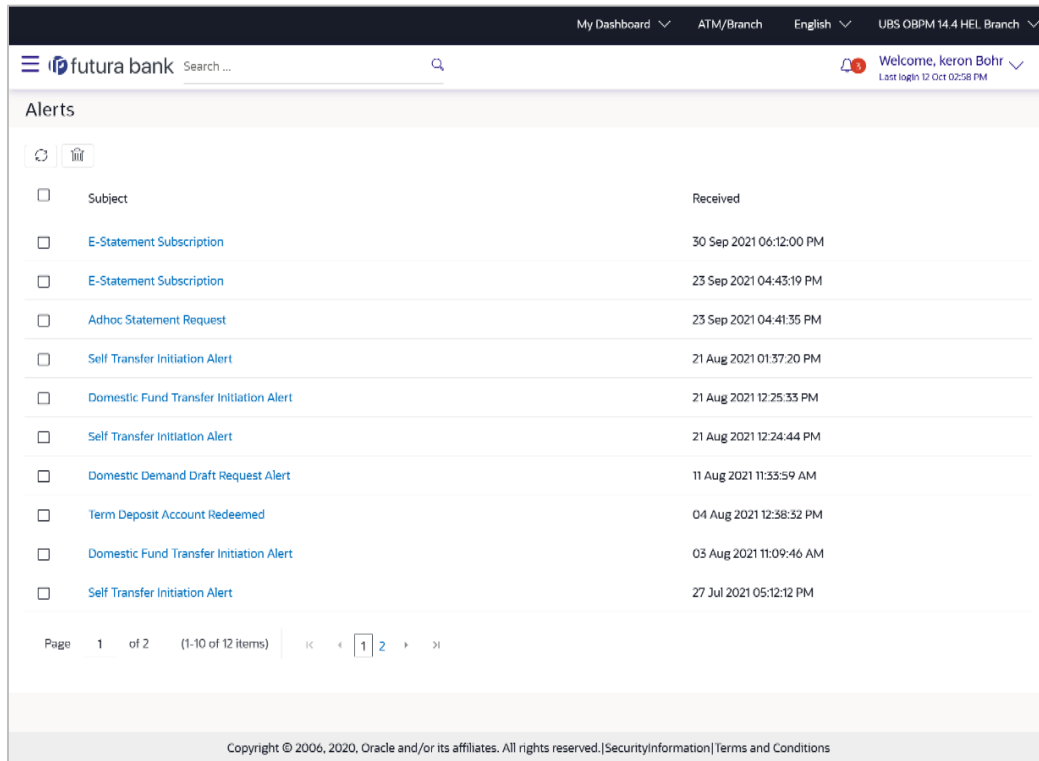 My Dashboard ATM/Branch English UBS OBPM 14.4 HEL Branch
futura bank Search ... 3 Welcome, keron Bohr
Last login 12 Oct 02:58 PM
Alerts
Subject Received
E-Statement Subscription 30 Sep 2021 06:12:00 PM
E-Statement Subscription 23 Sep 2021 04:43:19 PM
Adhoc Statement Request 23 Sep 2021 04:41:35 PM
Self Transfer Initiation Alert 21 Aug 2021 01:37:20 PM
Domestic Fund Transfer Initiation Alert 21 Aug 2021 12:25:33 PM
Self Transfer Initiation Alert 21 Aug 2021 12:24:44 PM
Domestic Demand Draft Request Alert 11 Aug 2021 11:33:59 AM
Term Deposit Account Redeemed 04 Aug 2021 12:38:32 PM
Domestic Fund Transfer Initiation Alert 03 Aug 2021 11:09:46 AM
Self Transfer Initiation Alert 27 Jul 2021 05:12:12 PM
Page 1 of 2 (1-10 of 12 items) 1 2
Copyright © 2006, 2020, Oracle and/or its affiliates. All rights reserved.|SecurityInformation|Terms and Conditions